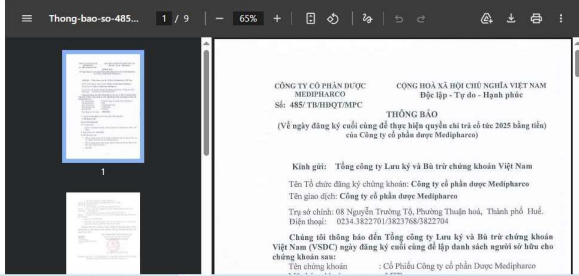 Thong-bao-so-485...
1 / 9
65%
CÔNG TY CỔ PHẦN DƯỢC
MEDIPHARCO
Số: 485/ TB/HĐQT/MPC
CỘNG HOÀ XÃ HỘI CHỦ NGHĨA VIỆT NAM
Độc lập - Tự do - Hạnh phúc
THÔNG BÁO
(Về ngày đăng ký cuối cùng để thực hiện quyền chi trả cổ tức 2025 bằng tiền)
của Công ty cổ phần dược Medipharco)
Kính gửi: Tổng công ty Lưu ký và Bù trừ chứng khoán Việt Nam
Tên Tổ chức đăng ký chứng khoán: Công ty cổ phần dược Medipharco
Tên giao dịch: Công ty cổ phần dược Medipharco
Trụ sở chính: 08 Nguyễn Trường Tộ, Phường Thuận hoá, Thành phố Huế.
Điện thoại: 0234.3822701/3823768/3822704
Chúng tôi thông báo đến Tổng công ty Lưu ký và Bù trừ chứng khoán
Việt Nam (VSDC) ngày đăng ký cuối cùng để lập danh sách người sở hữu cho
chứng khoán sau:
Tên chứng khoán : Cổ Phiếu Công ty cổ phần dược Medipharco
1